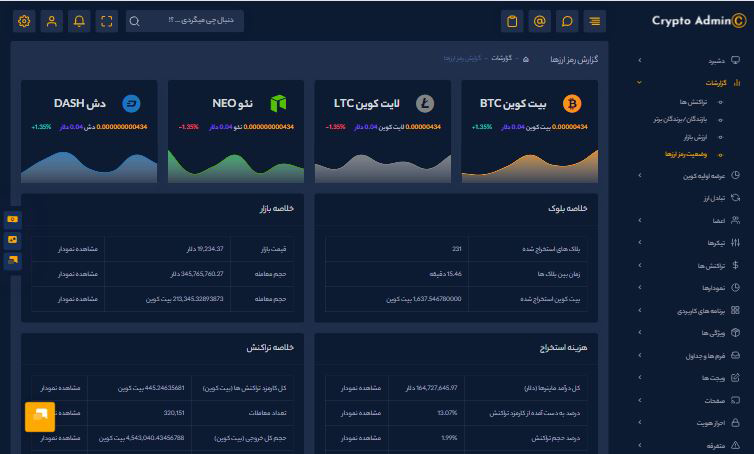 Crypto Admin
دنبال چی میگردی ... ؟!
داشبرد
گزارشات
تراکنش ها
بازندگان/برندگان برتر
ارزش بازار
وضعیت رمز ارزها
عرضه اولیه کوین
تبادل ارز
اعضا
تیکرها
تراکنش ها
نمودارها
برنامه های کاربردی
ویژگی ها
فرم ها و جداول
ویجت ها
صفحات
احراز هویت
متفرقه
گزارش رمز ارزها
گزارشات - گزارش رمز ارزها
بیت کوین BTC
0.00000434 بیت کوین 0.04 دلار +1.35%
لایت کوین LTC
0.000000000434 لایت کوین 0.04 دلار -1.35%
نئو NEO
0.000000000434 نئو 0.04 دلار -1.35%
دش DASH
0.000000000434 دش 0.04 دلار +1.35%
خلاصه بلوک
بلاک های استخراج شده 231
زمان بین بلاک ها 15.46 دقیقه
بیت کوین استخراج شده 1,637.546780000 بیت کوین
خلاصه بازار
قیمت بازار 19,234.37 دلار مشاهده نمودار
حجم معامله 345,765,760.27 دلار مشاهده نمودار
حجم معامله 213,345.32893873 بیت کوین مشاهده نمودار
هزینه استخراج
کل درآمد ماینرها (دلار) 164,727,645.97 دلار مشاهده نمودار
درصد به دست آمده از کارمزد تراکنش 13.07% مشاهده نمودار
درصد حجم تراکنش 1.99% مشاهده نمودار
خلاصه تراکنش
کل کارمزد تراکنش ها (بیت کوین) 445.24635681 بیت کوین مشاهده نمودار
تعداد معاملات 320,151 مشاهده نمودار
حجم کل خروجی (بیت کوین) 4,543,040.43456788 بیت کوین مشاهده نمودار